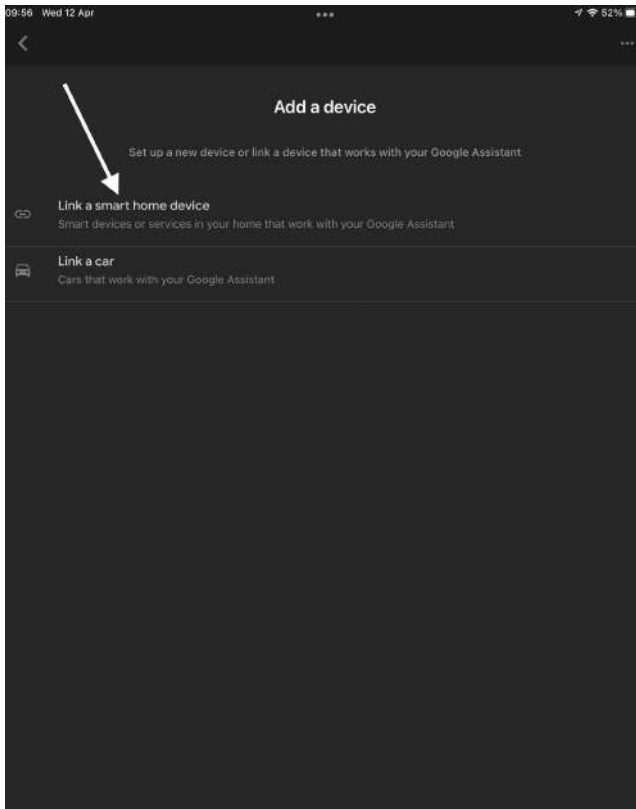 09:56 Wed 12 Apr
52%
Add a device
Set up a new device or link a device that works with your Google Assistant
Link a smart home device
Smart devices or services in your home that work with your Google Assistant
Link a car
Cars that work with your Google Assistant